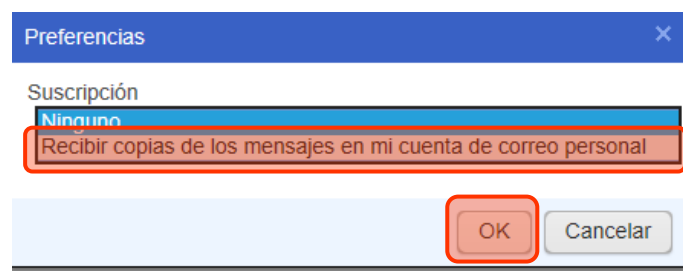 Preferencias
Suscripción
Ninguno
Recibir copias de los mensajes en mi cuenta de correo personal
OK Cancelar